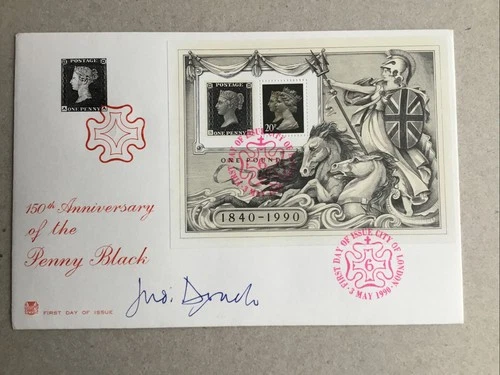 POSTAGE
ONE PENNY
150th Anniversary
of the
Penny Black
FIRST DAY OF ISSUE
POSTAGE
ONE PENNY
20P
ONE POUND
1840-1990
FIRST DAY OF ISSUE CITY OF LONDON
6
3 MAY 1990